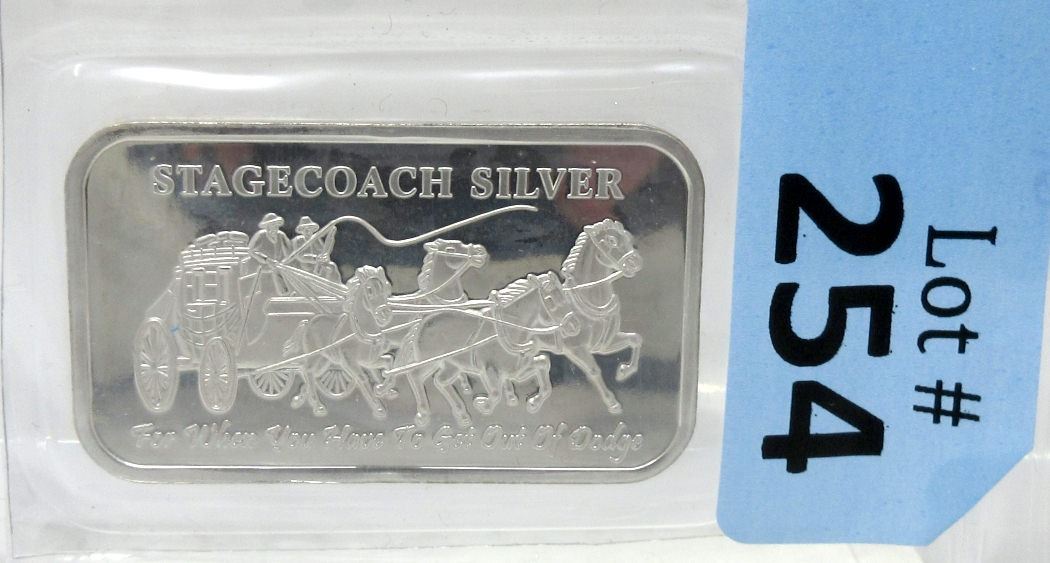 STAGECOACH SILVER
For When You Have To Get Out Of Dodge
Lot #
254